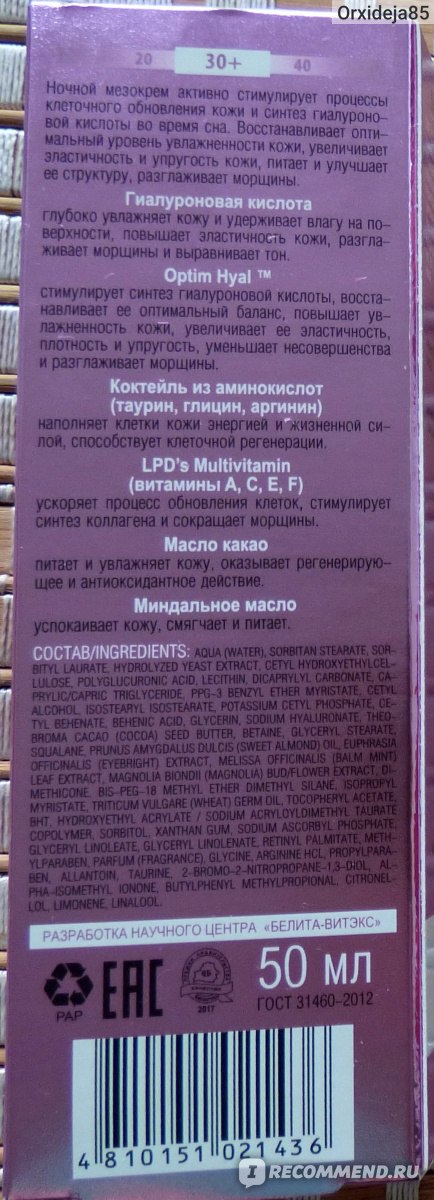 Orxideja85
20 30+ 40
Ночной мезокрем активно стимулирует процессы
клеточного обновления кожи и синтез гиалуроно-
вой кислоты во время сна. Восстанавливает опти-
мальный уровень увлажненности кожи, увеличивает
эластичность и упругость кожи, питает и улучшает
ее структуру, разглаживает морщины.
Гиалуроновая кислота
глубоко увлажняет кожу и удерживает влагу на по-
верхности, повышает эластичность кожи, разгла-
живает морщины и выравнивает тон.
Optim Hyal ™
стимулирует синтез гиалуроновой кислоты, восста-
навливает ее оптимальный баланс, повышает ув-
лажненность кожи, увеличивает ее эластичность,
плотность и упругость, уменьшает несовершенства
и разглаживает морщины.
Коктейль из аминокислот
(таурин, глицин, аргинин)
наполняет клетки кожи энергией и жизненной си-
лой, способствует клеточной регенерации.
LPD's Multivitamin
(витамины A, C, E, F)
ускоряет процесс обновления клеток, стимулирует
синтез коллагена и сокращает морщины.
Масло какао
питает и увлажняет кожу, оказывает регенерирую-
щее и антиоксидантное действие.
Миндальное масло
успокаивает кожу, смягчает и питает.
СОСТАВ/INGREDIENTS: AQUA (WATER), SORBITAN STEARATE, SOR-
BITYL LAURATE, HYDROLYZED YEAST EXTRACT, CETYL HYDROXYETHYLCEL-
LULOSE, POLYGLUCURONIC ACID, LECITHIN, DICAPRYLYL CARBONATE, CA-
PRYLIC/CAPRIC TRIGLYCERIDE, PPG-3 BENZYL ETHER MYRISTATE, CETYL
ALCOHOL, ISOSTEARYL ISOSTEARATE, POTASSIUM CETYL PHOSPHATE, CE-
TYL BEHENATE, BEHENIC ACID, GLYCERIN, SODIUM HYALURONATE, THEO-
BROMA CACAO (COCOA) SEED BUTTER, BETAINE, GLYCERYL STEARATE,
SQUALANE, PRUNUS AMYGDALUS DULCIS (SWEET ALMOND) OIL, EUPHRASIA
OFFICINALIS (EYEBRIGHT) EXTRACT, MELISSA OFFICINALIS (BALM MINT)
LEAF EXTRACT, MAGNOLIA BIONDII (MAGNOLIA) BUD/FLOWER EXTRACT, DI-
METHICONE, BIS-PEG-18 METHYL ETHER DIMETHYL SILANE, ISOPROPYL
MYRISTATE, TRITICUM VULGARE (WHEAT) GERM OIL, TOCOPHERYL ACETATE,
BHT, HYDROXYETHYL ACRYLATE / SODIUM ACRYLOYLDIMETHYL TAURATE
COPOLYMER, SORBITOL, XANTHAN GUM, SODIUM ASCORBYL PHOSPHATE,
GLYCERYL LINOLEATE, GLYCERYL LINOLENATE, RETINYL PALMITATE, METH-
YLPARABEN, PARFUM (FRAGRANCE), GLYCINE, ARGININE HCL, PROPYLPARA-
BEN, ALLANTOIN, TAURINE, 2-BROMO-2-NITROPROPANE-1,3-DIOL, AL-
PHA-ISOMETHYL IONONE, BUTYLPHENYL METHYLPROPIONAL, CITRONEL-
LOL, LIMONENE, LINALOOL.
РАЗРАБОТКА НАУЧНОГО ЦЕНТРА «БЕЛИТА-ВИТЭКС»
PAP
EAC
2017
50 МЛ
ГОСТ 31460-2012
4 810151 021436
IRECOMMEND.RU